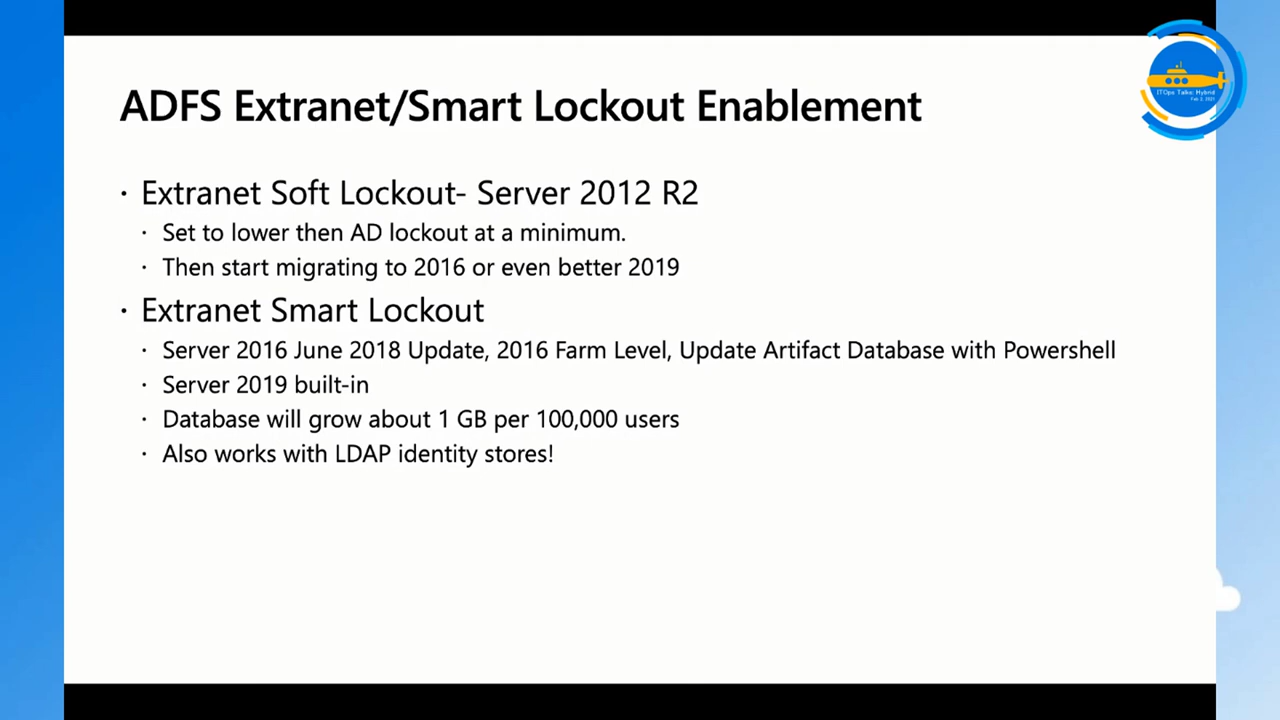 ADFS Extranet/Smart Lockout Enablement
ITOps Talks: Hybrid
Feb 2, 2021
· Extranet Soft Lockout- Server 2012 R2
· Set to lower then AD lockout at a minimum.
· Then start migrating to 2016 or even better 2019
· Extranet Smart Lockout
· Server 2016 June 2018 Update, 2016 Farm Level, Update Artifact Database with Powershell
· Server 2019 built-in
· Database will grow about 1 GB per 100,000 users
· Also works with LDAP identity stores!